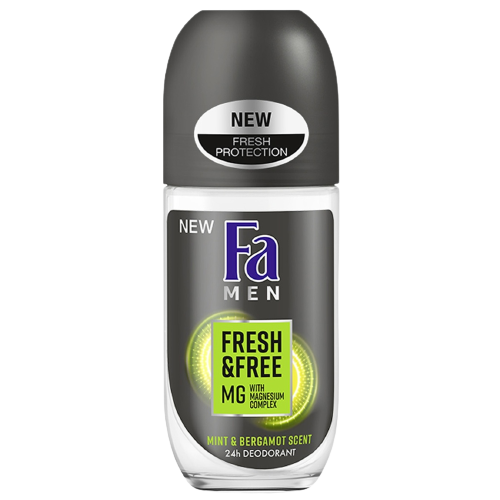 NEW
FRESH
PROTECTION
NEW
Fa
MEN
FRESH
&FREE
MG WITH
MAGNESIUM
COMPLEX
MINT & BERGAMOT SCENT
24h DEODORANT